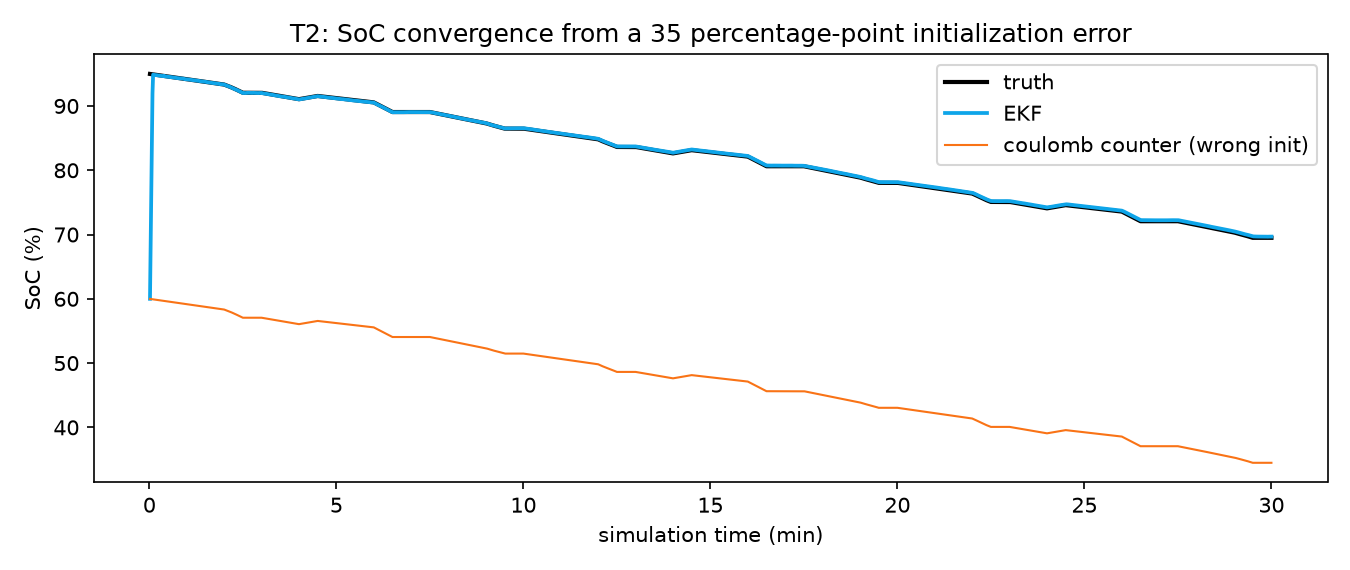 T2: SoC convergence from a 35 percentage-point initialization error
truth
EKF
coulomb counter (wrong init)
SoC (%)
90
80
70
60
50
40
0 5 10 15 20 25 30
simulation time (min)